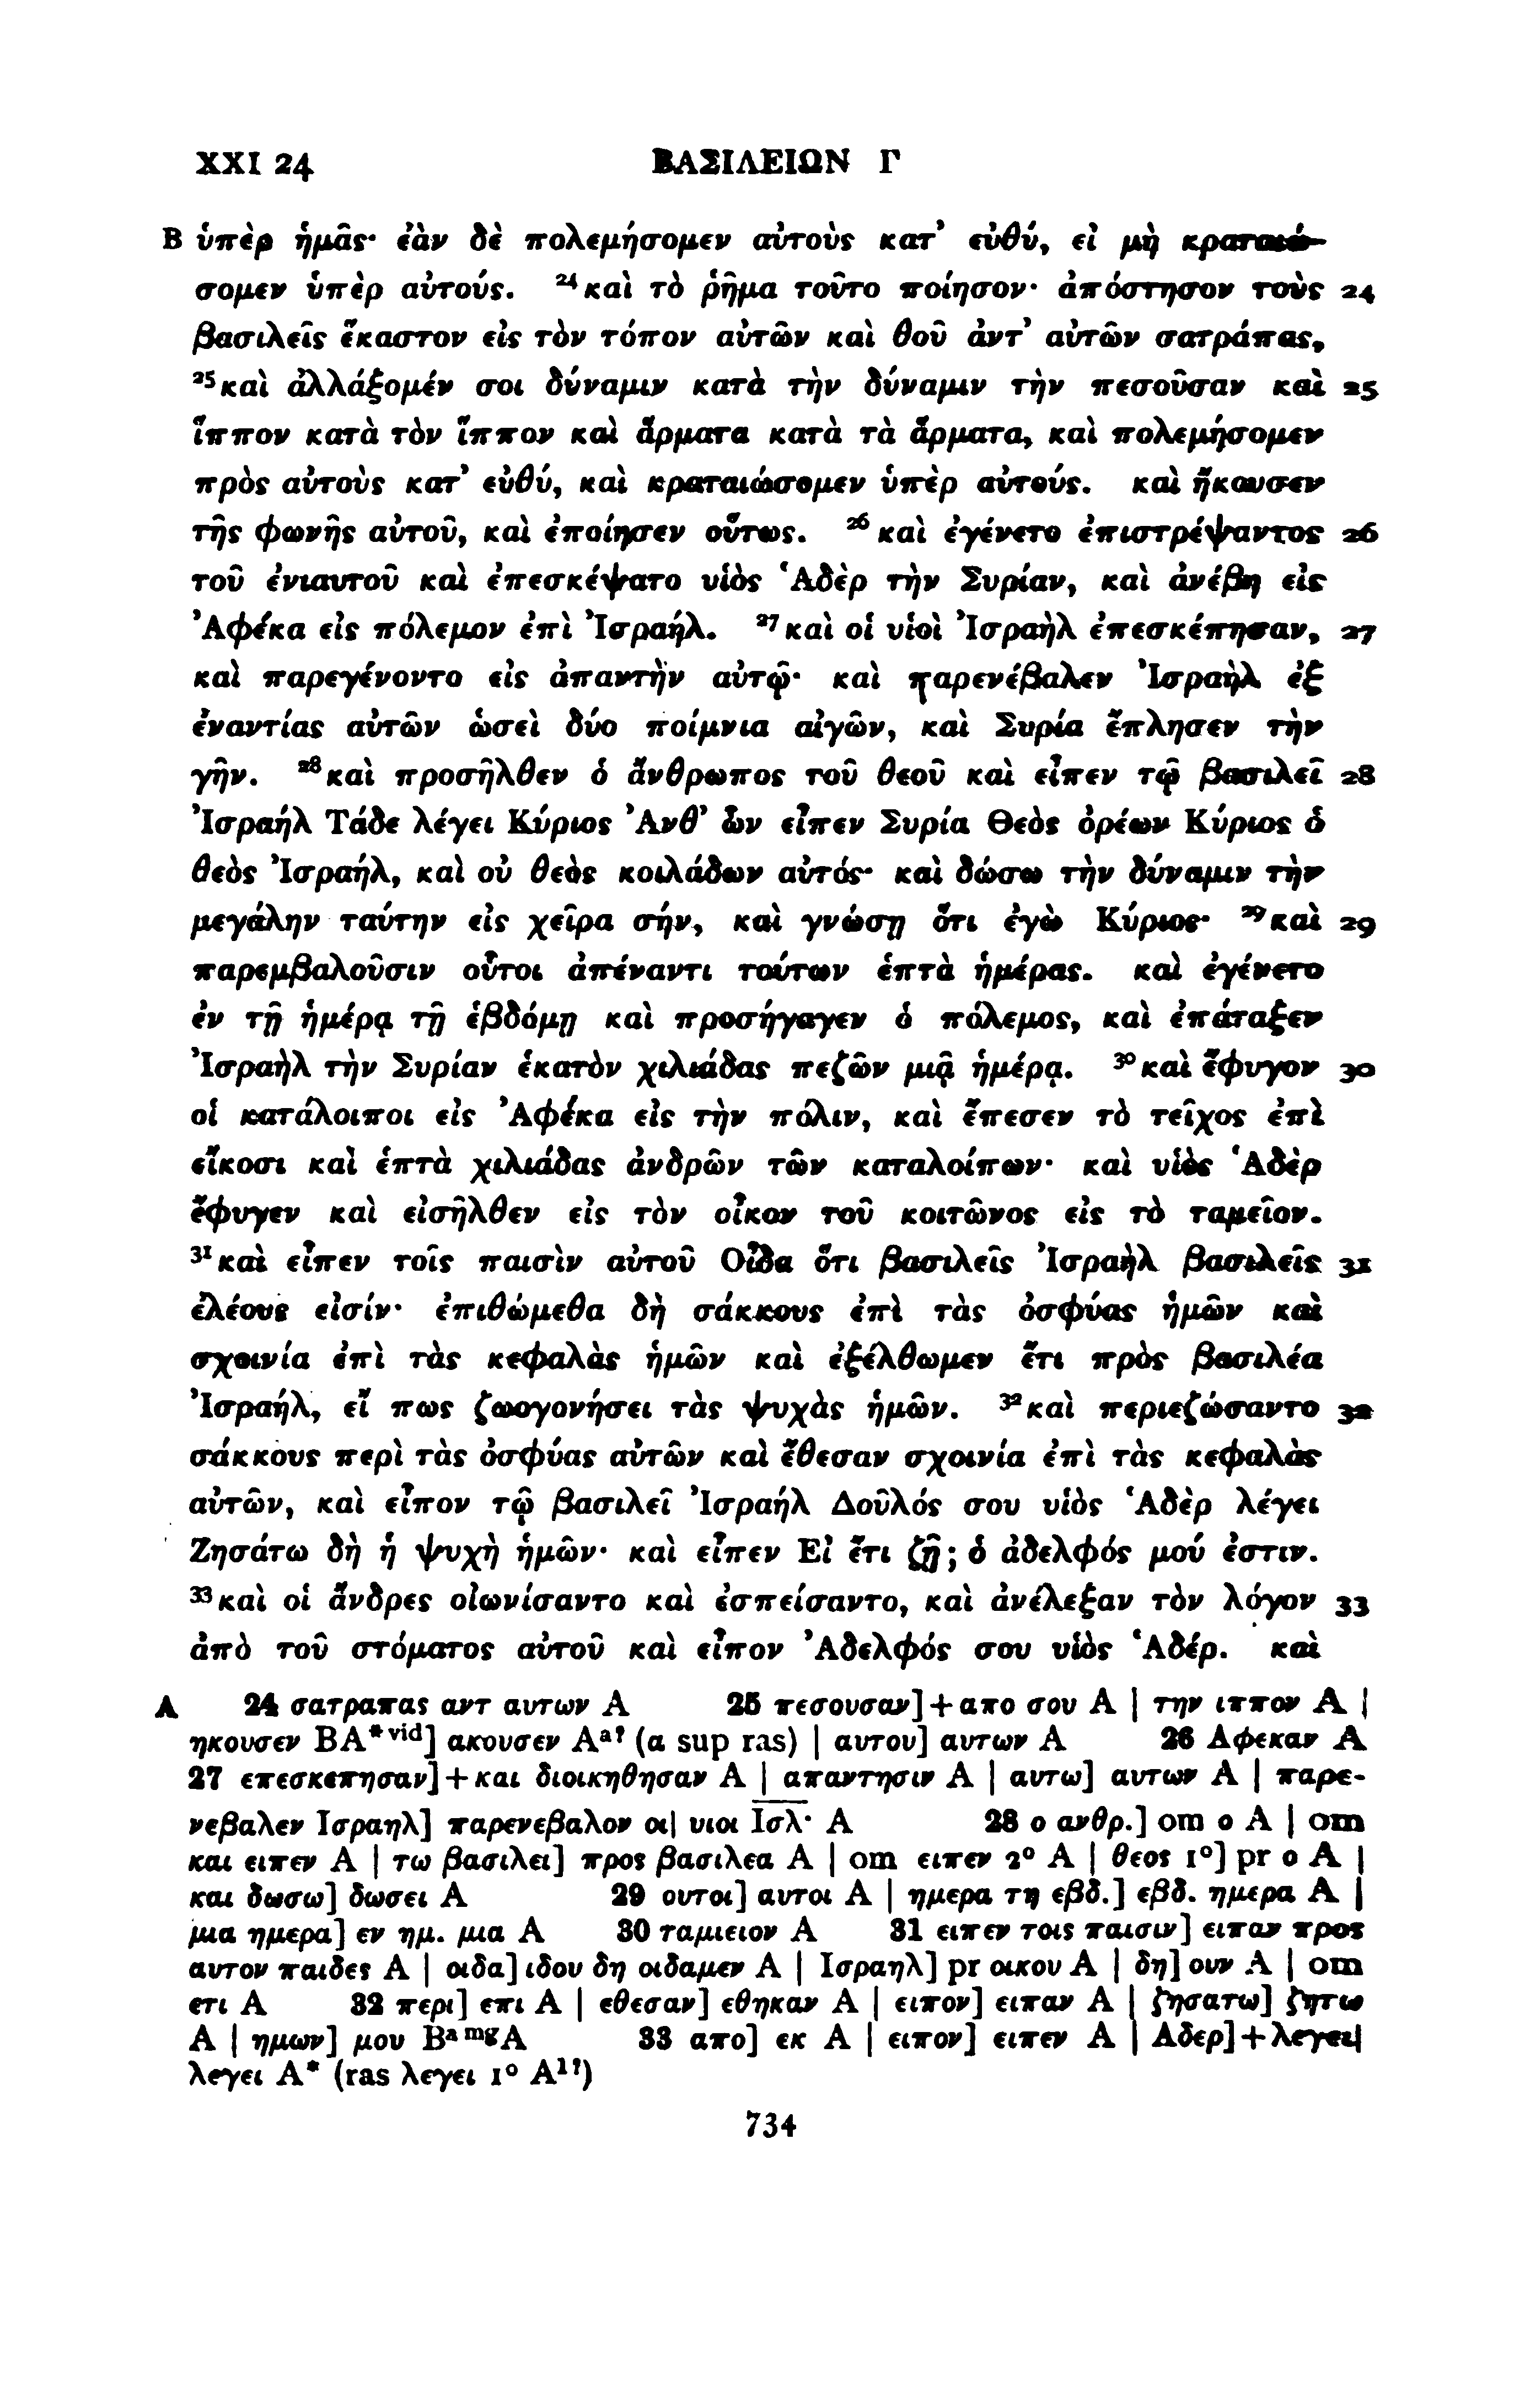 XXI 24 ΒΑΣΙΛΕΙΩΝ Γ
B ὑπὲρ ἡμᾶς· ἐὰν δὲ πολεμήσομεν αὐτοὺς κατ’ εὐθύ, εἰ μὴ κραταιώ-
σομεν ὑπὲρ αὐτούς. ²⁴καὶ τὸ ῥῆμα τοῦτο ποίησον· ἀπόστησον τοὺς 24
βασιλεῖς ἕκαστον εἰς τὸν τόπον αὐτῶν καὶ θοῦ ἀντ’ αὐτῶν σατράπας,
²⁵καὶ ἀλλάξομέν σοι δύναμιν κατὰ τὴν δύναμιν τὴν πεσοῦσαν καὶ 25
ἵππον κατὰ τὸν ἵππον καὶ ἅρματα κατὰ τὰ ἅρματα, καὶ πολεμήσομεν
πρὸς αὐτοὺς κατ’ εὐθύ, καὶ κραταιώσομεν ὑπὲρ αὐτούς. καὶ ἤκουσεν
τῆς φωνῆς αὐτοῦ, καὶ ἐποίησεν οὕτως. ²⁶καὶ ἐγένετο ἐπιστρέψαντος 26
τοῦ ἐνιαυτοῦ καὶ ἐπεσκέψατο υἱὸς Ἁδὲρ τὴν Συρίαν, καὶ ἀνέβη εἰς
Ἀφέκα εἰς πόλεμον ἐπὶ Ἰσραήλ. ²⁷καὶ οἱ υἱοὶ Ἰσραὴλ ἐπεσκέπησαν, 27
καὶ παρεγένοντο εἰς ἀπαντὴν αὐτῷ· καὶ παρενέβαλεν Ἰσραὴλ ἐξ
ἐναντίας αὐτῶν ὡσεὶ δύο ποίμνια αἰγῶν, καὶ Συρία ἔπλησεν τὴν
γῆν. ²⁸καὶ προσῆλθεν ὁ ἄνθρωπος τοῦ θεοῦ καὶ εἶπεν τῷ βασιλεῖ 28
Ἰσραήλ Τάδε λέγει Κύριος Ἀνθ’ ὧν εἶπεν Συρία Θεὸς ὀρέων Κύριος ὁ
θεὸς Ἰσραήλ, καὶ οὐ θεὸς κοιλάδων αὐτός· καὶ δώσω τὴν δύναμιν τὴν
μεγάλην ταύτην εἰς χεῖρα σήν, καὶ γνώσῃ ὅτι ἐγὼ Κύριος· ²⁹καὶ 29
παρεμβαλοῦσιν οὗτοι ἀπέναντι τούτων ἑπτὰ ἡμέρας. καὶ ἐγένετο
ἐν τῇ ἡμέρᾳ τῇ ἑβδόμῃ καὶ προσήγαγεν ὁ πόλεμος, καὶ ἐπάταξεν
Ἰσραὴλ τὴν Συρίαν ἑκατὸν χιλιάδας πεζῶν μιᾷ ἡμέρᾳ. ³⁰καὶ ἔφυγον 30
οἱ κατάλοιποι εἰς Ἀφέκα εἰς τὴν πόλιν, καὶ ἔπεσεν τὸ τεῖχος ἐπὶ
εἴκοσι καὶ ἑπτὰ χιλιάδας ἀνδρῶν τῶν καταλοίπων· καὶ υἱὸς Ἁδὲρ
ἔφυγεν καὶ εἰσῆλθεν εἰς τὸν οἶκον τοῦ κοιτῶνος εἰς τὸ ταμεῖον.
³¹καὶ εἶπεν τοῖς παισὶν αὐτοῦ Οἶδα ὅτι βασιλεῖς Ἰσραὴλ βασιλεῖς 31
ἐλέους εἰσίν· ἐπιθώμεθα δὴ σάκκους ἐπὶ τὰς ὀσφύας ἡμῶν καὶ
σχοινία ἐπὶ τὰς κεφαλὰς ἡμῶν καὶ ἐξέλθωμεν ἔτι πρὸς βασιλέα
Ἰσραήλ, εἴ πως ζωογονήσει τὰς ψυχὰς ἡμῶν. ³²καὶ περιεζώσαντο 32
σάκκους περὶ τὰς ὀσφύας αὐτῶν καὶ ἔθεσαν σχοινία ἐπὶ τὰς κεφαλὰς
αὐτῶν, καὶ εἶπον τῷ βασιλεῖ Ἰσραήλ Δοῦλός σου υἱὸς Ἁδὲρ λέγει
Ζησάτω δὴ ἡ ψυχὴ ἡμῶν· καὶ εἶπεν Εἰ ἔτι ζῇ; ὁ ἀδελφός μού ἐστιν.
³³καὶ οἱ ἄνδρες οἰωνίσαντο καὶ ἐσπείσαντο, καὶ ἀνέλεξαν τὸν λόγον 33
ἀπὸ τοῦ στόματος αὐτοῦ καὶ εἶπον Ἀδελφός σου υἱὸς Ἁδέρ. καὶ
A 24 σατραπας αντ αυτων A 25 πεσουσαν]+απο σου A | την ιππον A |
ηκουσεν BA*ᵛⁱᵈ] ακουσεν Aᵃ? (α sup ras) | αυτου] αυτων A 26 Αφεκαν A
27 επεσκεπησαν]+και διοικηθησαν A | απαντησιν A | αυτω] αυτων A | παρε-
νεβαλεν Ισραηλ] παρενεβαλον οι| υιοι Ισλ· A 28 ο ανθρ.] om ο A | om
και ειπεν A | τω βασιλει] προς βασιλεα A | om ειπεν 2° A | θεος 1°] pr ο A |
και δωσω] δωσει A 29 ουτοι] αυτοι A | ημερα τη εβδ.] εβδ. ημερα A |
μια ημερα] εν ημ. μια A 30 ταμιειον A 31 ειπεν τοις παισιν] ειπαν προς
αυτον παιδες A | οιδα] ιδου δη οιδαμεν A | Ισραηλ] pr οικου A | δη] ουν A | om
ετι A 32 περι] επι A | εθεσαν] εθηκαν A | ειπον] ειπαν A | ζησατω] ζητω
A | ημων] μου Bᵃ ᵐᵍA 33 απο] εκ A | ειπον] ειπεν A | Αδερ]+λεγει|
λεγει A* (ras λεγει 1° A¹?)
734